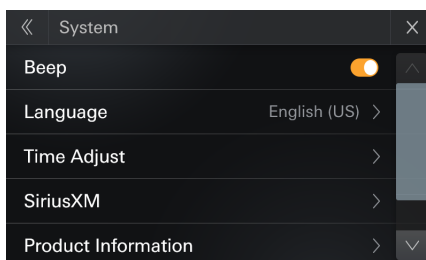 System
Beep
Language English (US)
Time Adjust
SiriusXM
Product Information